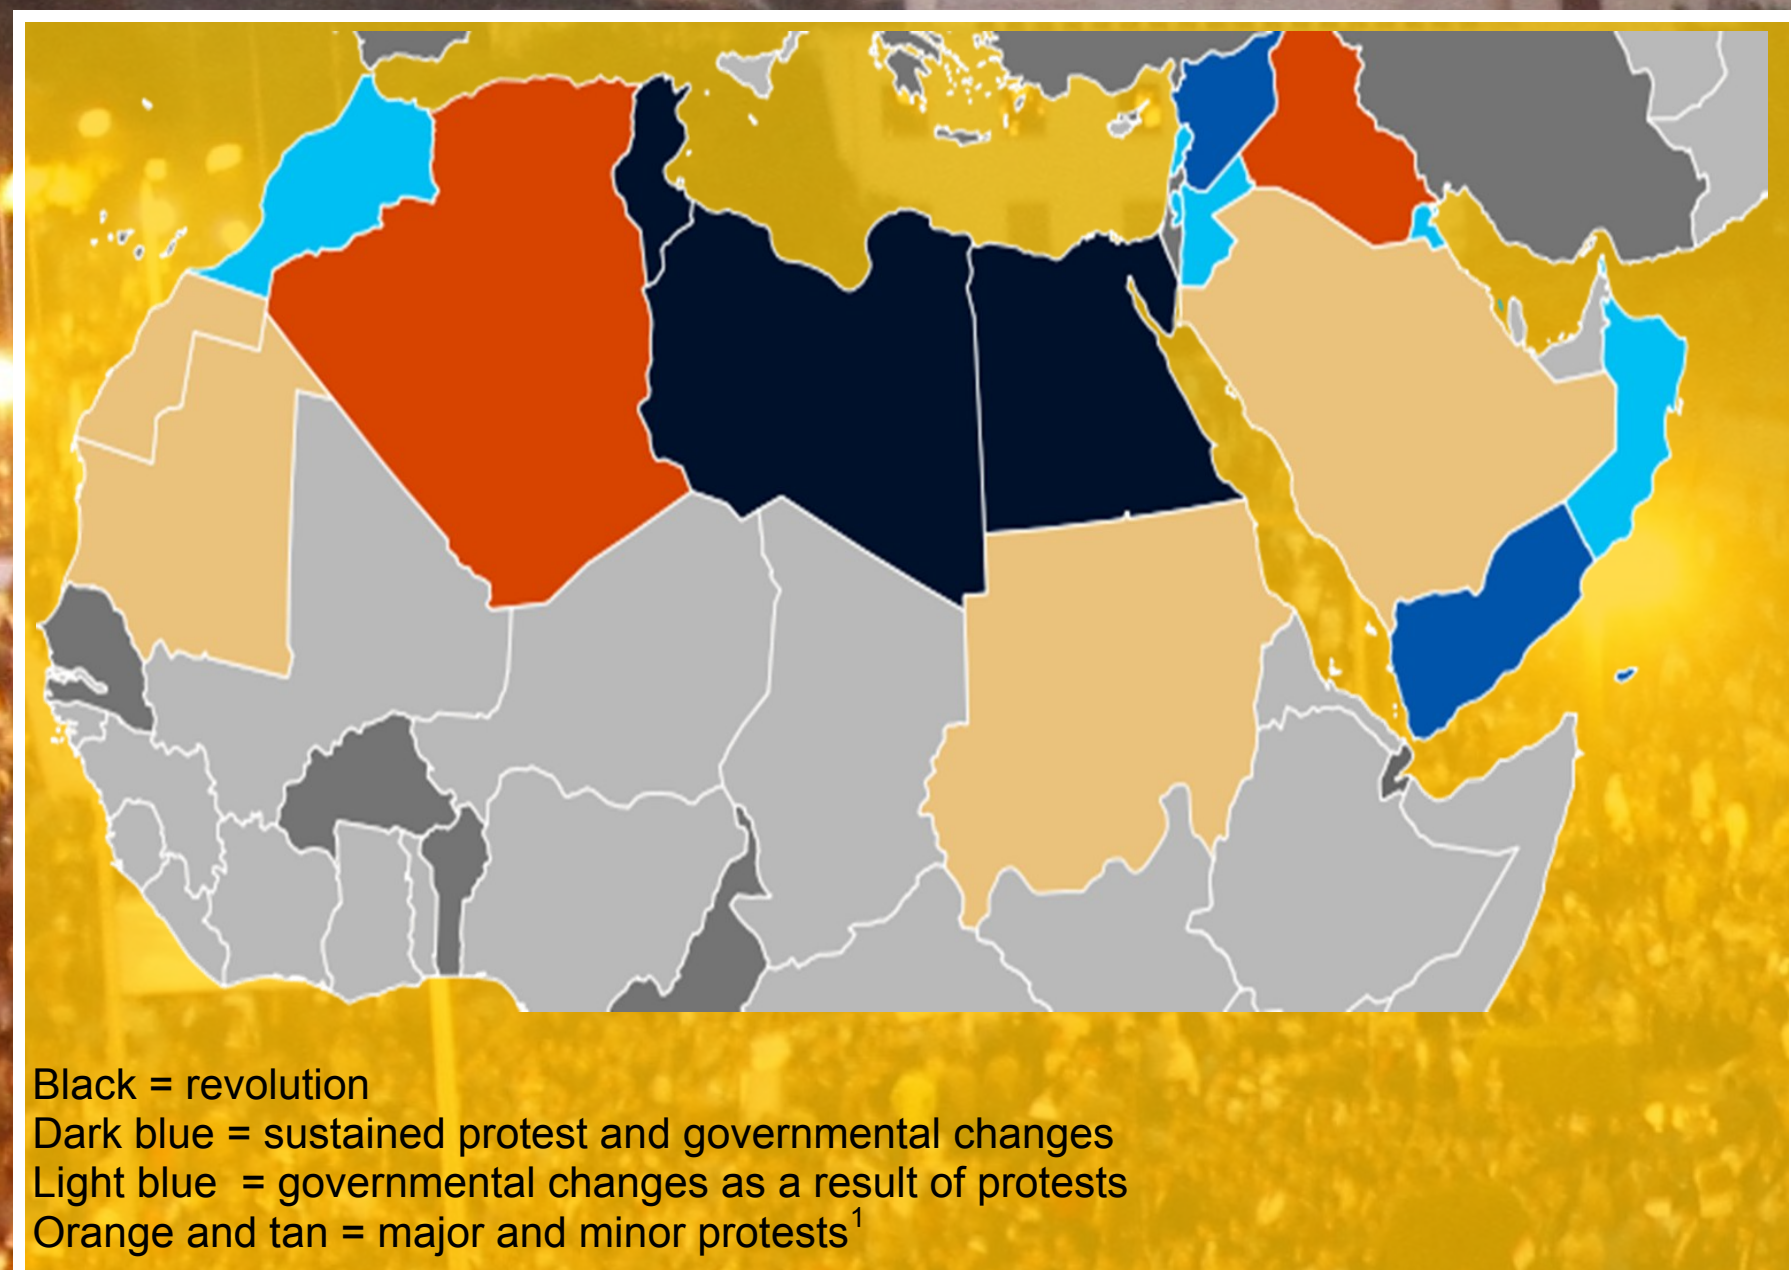 Black = revolution
Dark blue = sustained protest and governmental changes
Light blue  = governmental changes as a result of protests
Orange and tan = major and minor protests¹